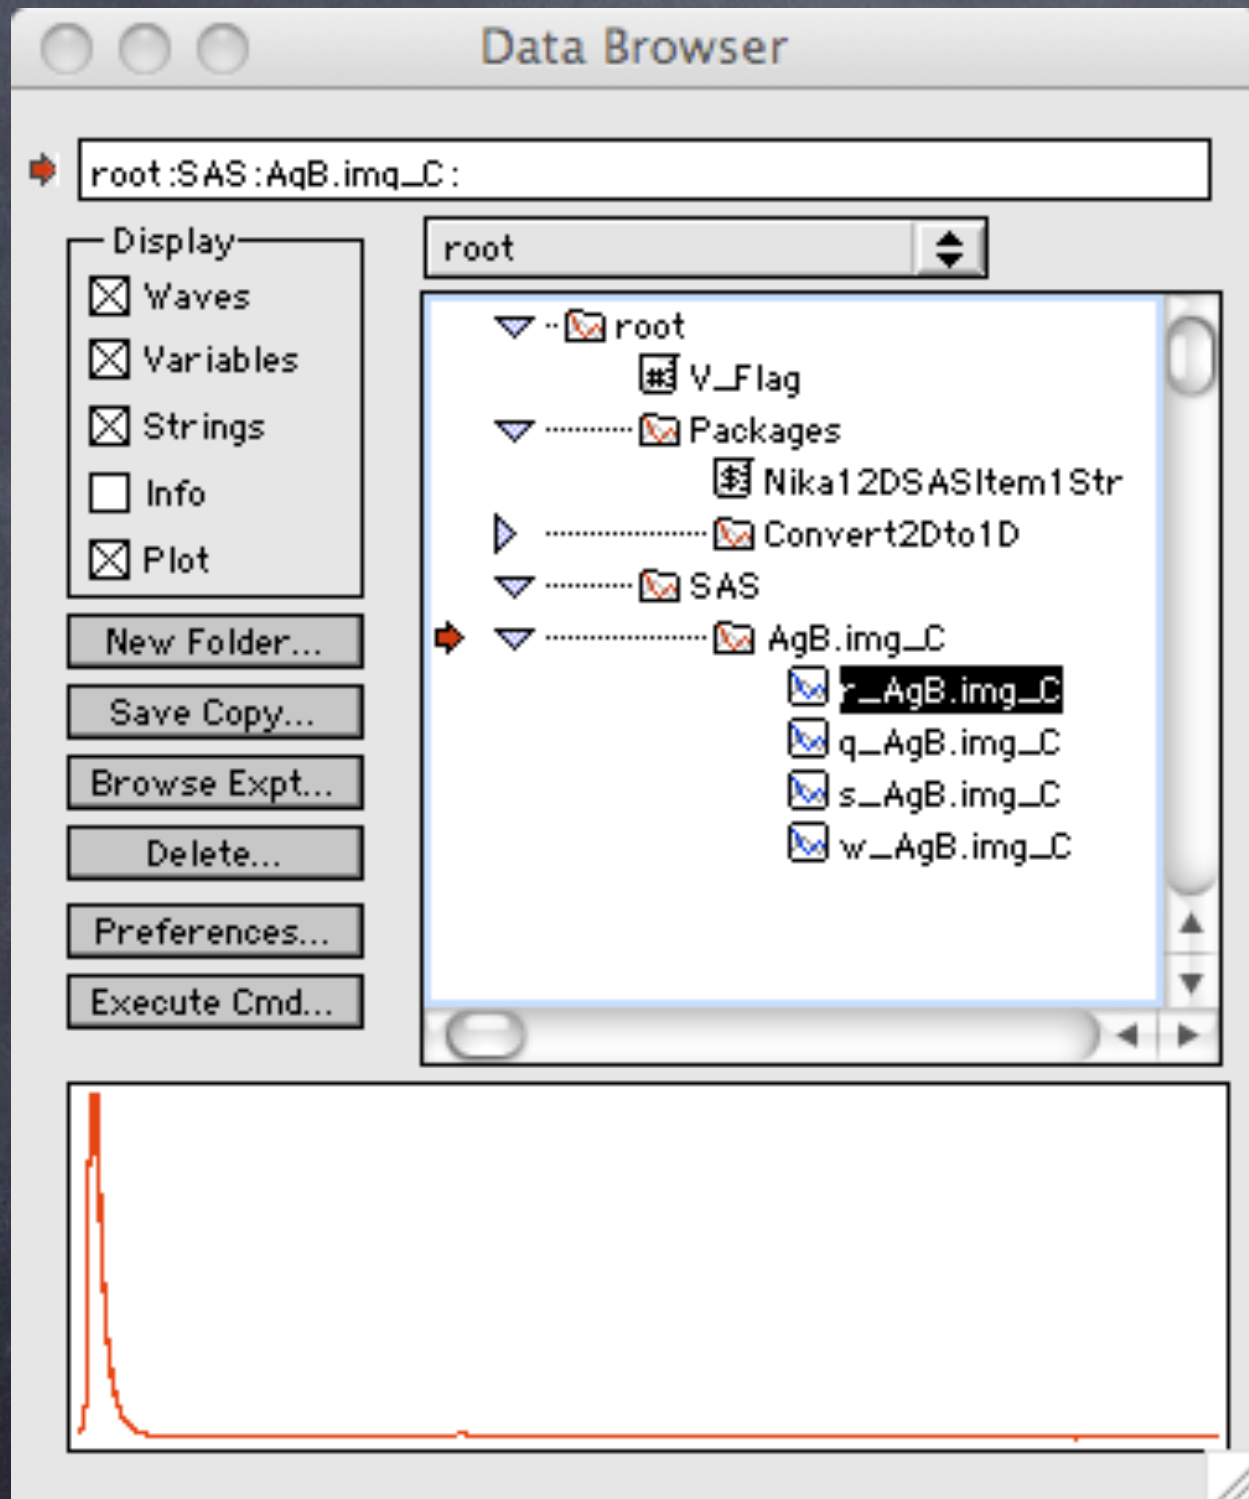 Data Browser
root:SAS:AgB.img_C:
Display
Waves
Variables
Strings
Info
Plot
New Folder...
Save Copy...
Browse Expt...
Delete...
Preferences...
Execute Cmd...
root
root
V_Flag
Packages
Nika12DSASItem1Str
Convert2Dto1D
SAS
AgB.img_C
r_AgB.img_C
q_AgB.img_C
s_AgB.img_C
w_AgB.img_C